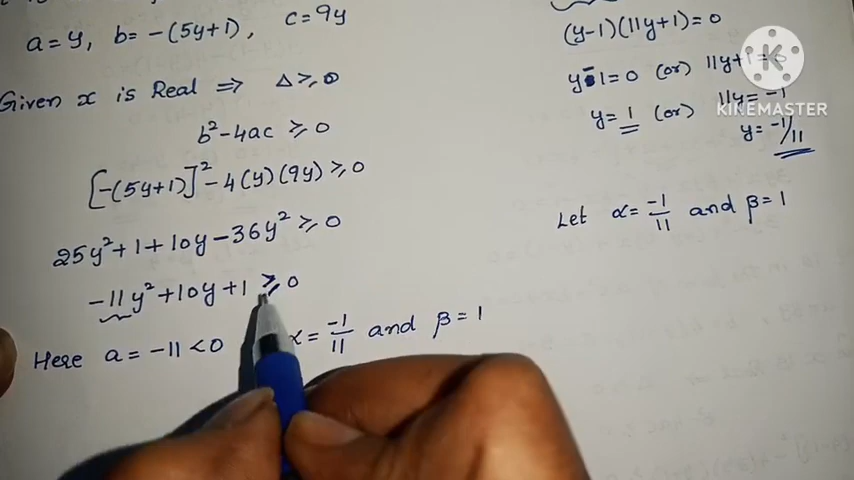 a = y, b = -(5y+1), c = 9y
Given x is Real ⟹ Δ ≥ 0
b² - 4ac ≥ 0
[-(5y+1)]² - 4(y)(9y) ≥ 0
25y² + 1 + 10y - 36y² ≥ 0
-11y² + 10y + 1 ≥ 0
Here a = -11 < 0 α = -1/11 and β = 1
(y-1)(11y+1) = 0
y-1 = 0 (or) 11y+1 = 0
y = 1 (or) 11y = -1
y = -1/11
Let α = -1/11 and β = 1
KINEMASTER